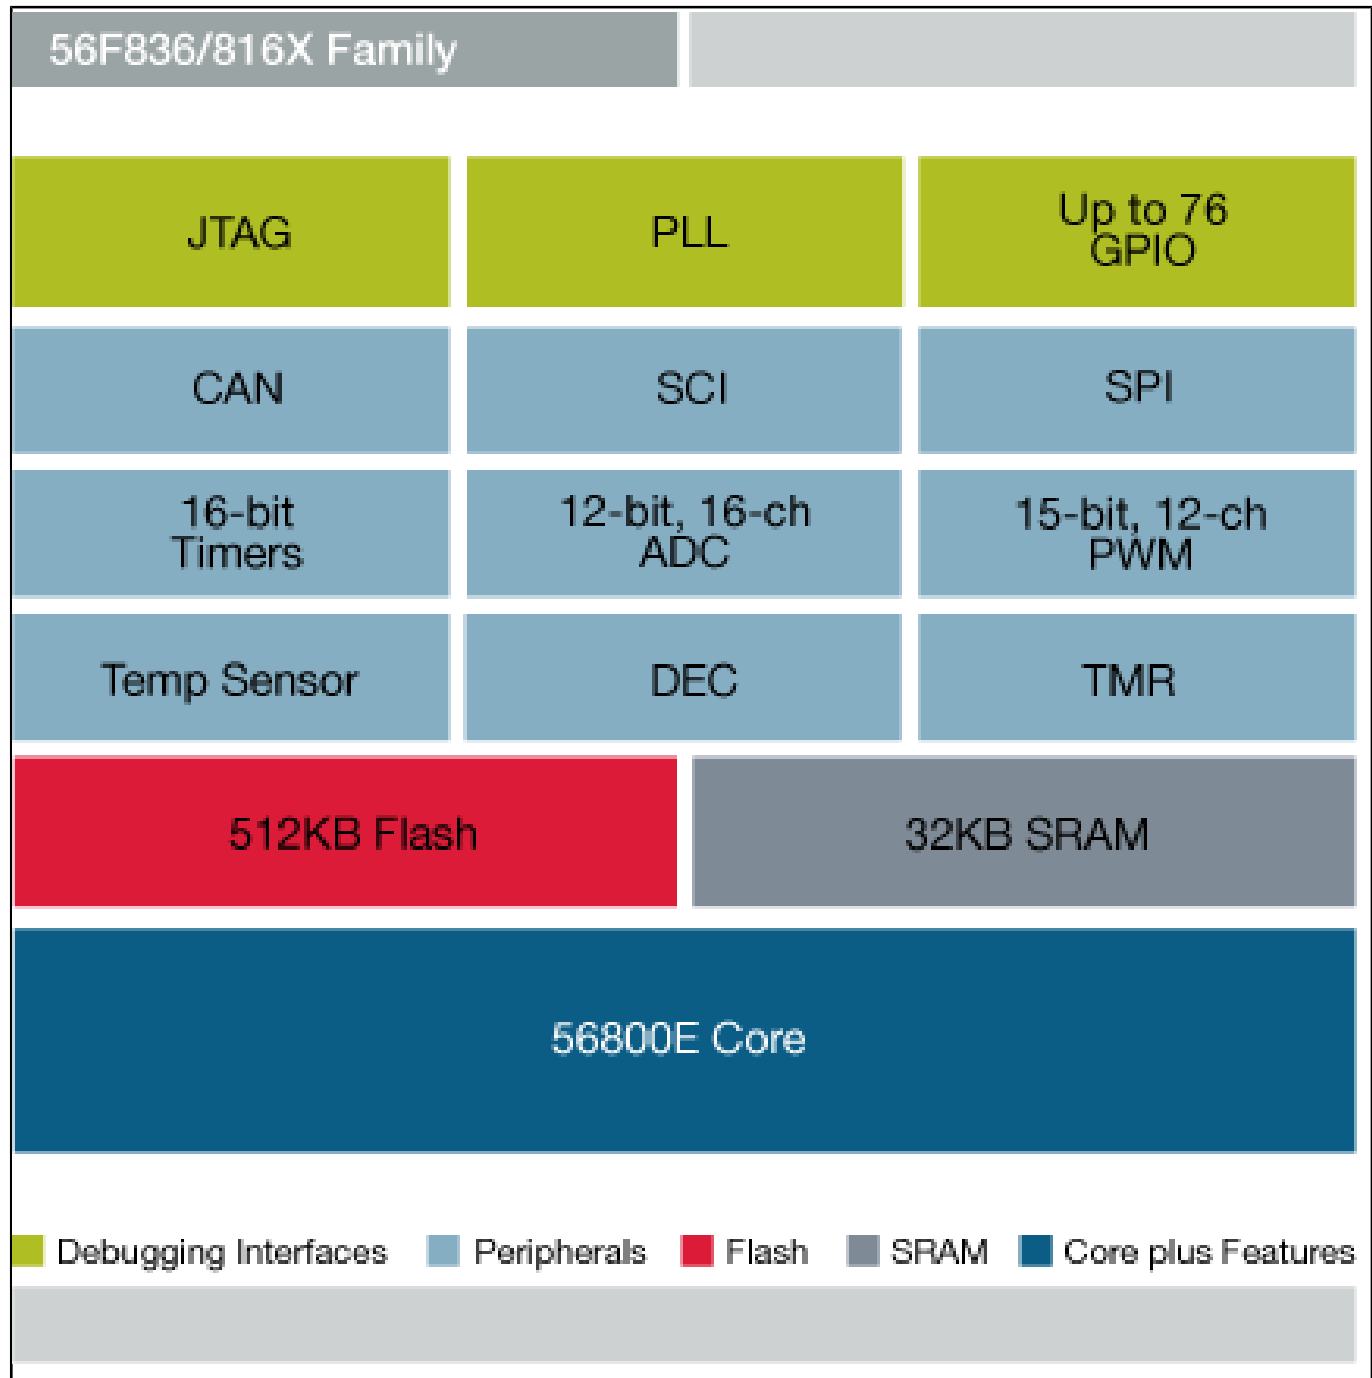 56F836/816X Family
JTAG
PLL
Up to 76
GPIO
CAN
SCI
SPI
16-bit
Timers
12-bit, 16-ch
ADC
15-bit, 12-ch
PWM
Temp Sensor
DEC
TMR
512KB Flash
32KB SRAM
56800E Core
Debugging Interfaces
Peripherals
Flash
SRAM
Core plus Features